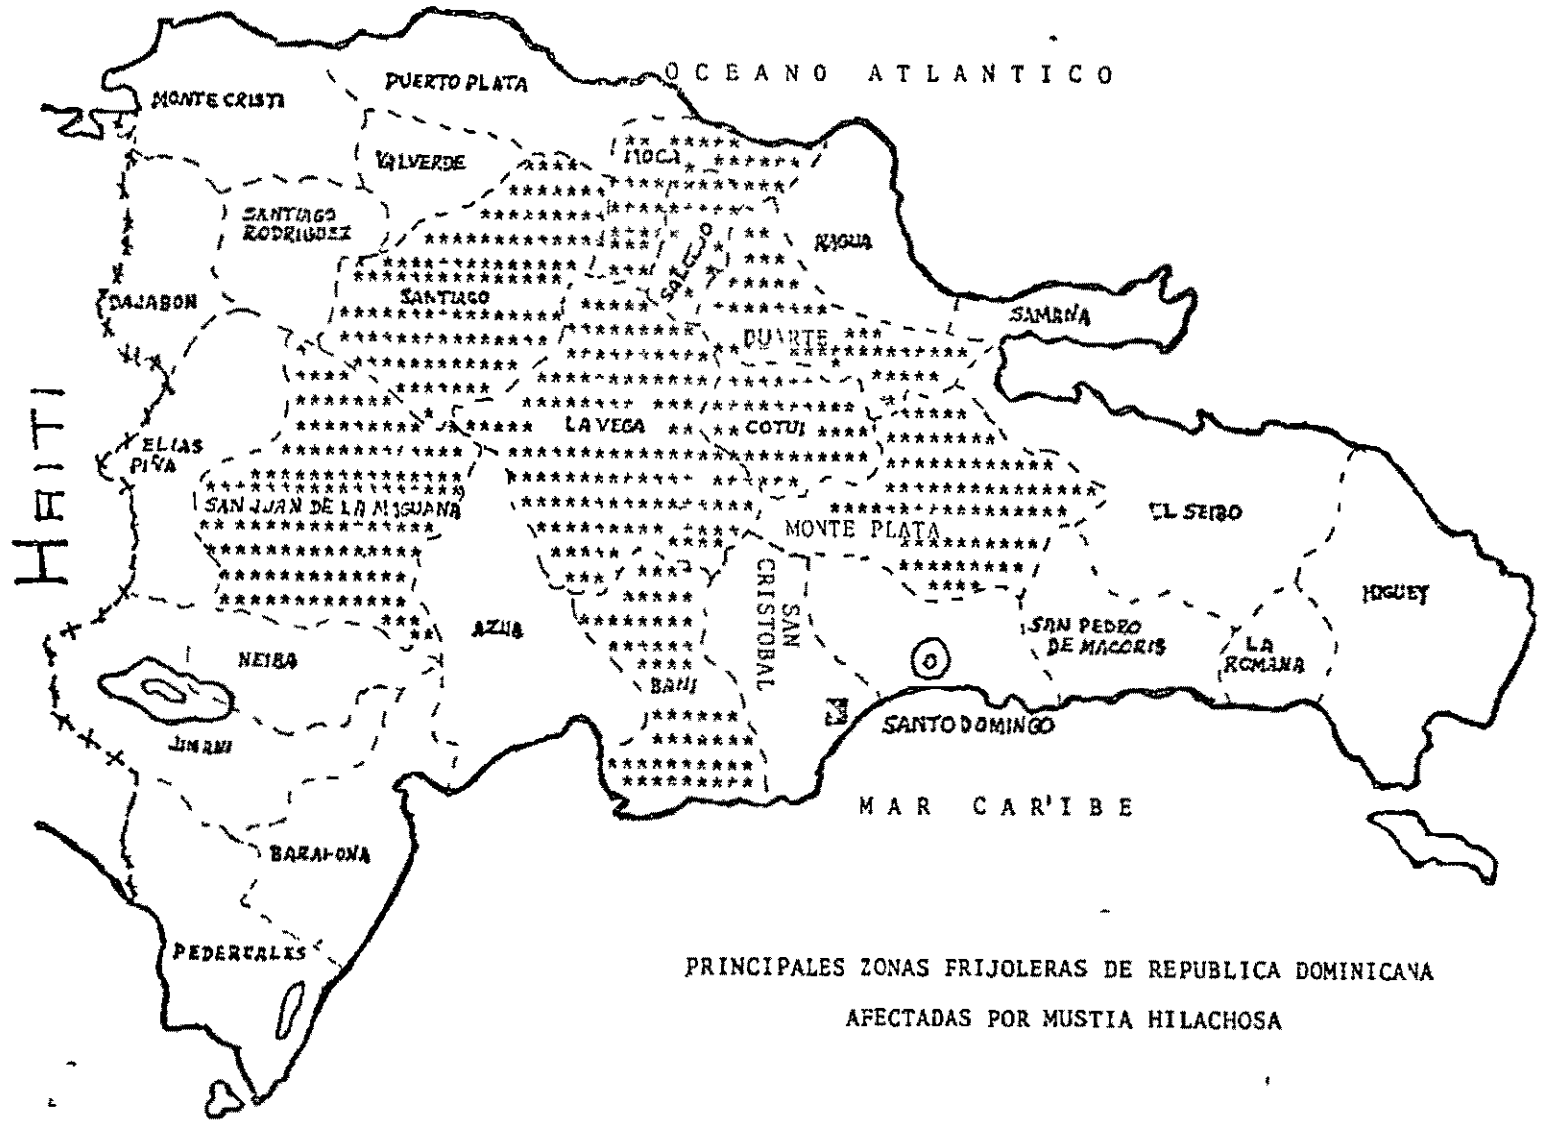 OCEANO ATLANTICO
PUERTO PLATA
MONTE CRISTI
MOCA
VALVERDE
SANTIAGO
RODRIGUEZ
NAGUA
SALCEDO
DAJABON
SANTIAGO
SAMANA
DUARTE
HAITI
ELIAS
PIÑA
LA VEGA
COTUI
SAN JUAN DE LA MAGUANA
EL SEIBO
MONTE PLATA
SAN
CRISTOBAL
HIGUEY
AZUA
SAN PEDRO
DE MACORIS
NEIBA
LA
ROMANA
BANI
SANTO DOMINGO
JIMANI
MAR CARIBE
BARAHONA
PEDERNALES
PRINCIPALES ZONAS FRIJOLERAS DE REPUBLICA DOMINICANA
AFECTADAS POR MUSTIA HILACHOSA